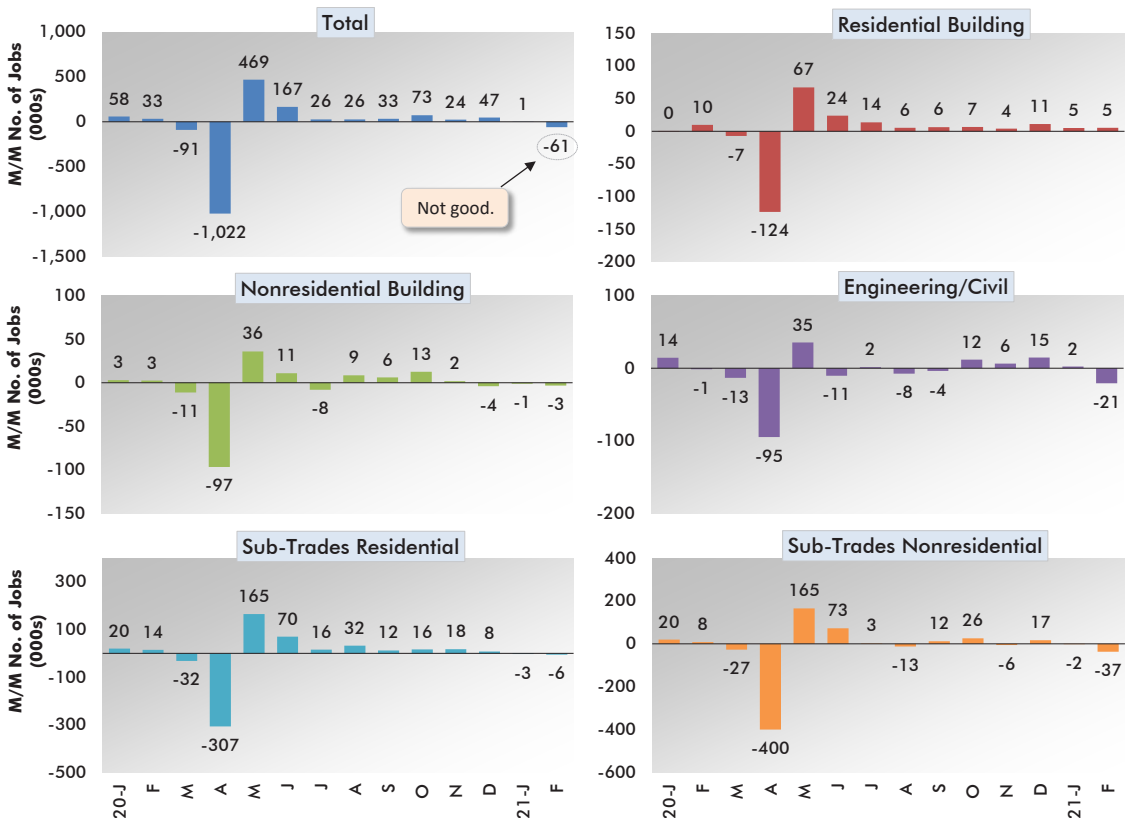 Total
M/M No. of Jobs
(000s)
1,000
500
0
-500
-1,000
-1,500
58 33 -91 -1,022 469 167 26 26 33 73 24 47 1 -61
Not good.
Residential Building
150
100
50
0
-50
-100
-150
-200
0 10 -7 -124 67 24 14 6 6 7 4 11 5 5
Nonresidential Building
M/M No. of Jobs
(000s)
100
50
0
-50
-100
-150
3 3 -11 -97 36 11 -8 9 6 13 2 -4 -1 -3
Engineering/Civil
100
0
-100
-200
14 -1 -13 -95 35 -11 2 -8 -4 12 6 15 2 -21
Sub-Trades Residential
M/M No. of Jobs
(000s)
300
100
-100
-300
-500
20 14 -32 -307 165 70 16 32 12 16 18 8 -3 -6
20-J F M A M J J A S O N D 21-J F
Sub-Trades Nonresidential
400
200
0
-200
-400
-600
20 8 -27 -400 165 73 3 -13 12 26 -6 17 -2 -37
20-J F M A M J J A S O N D 21-J F